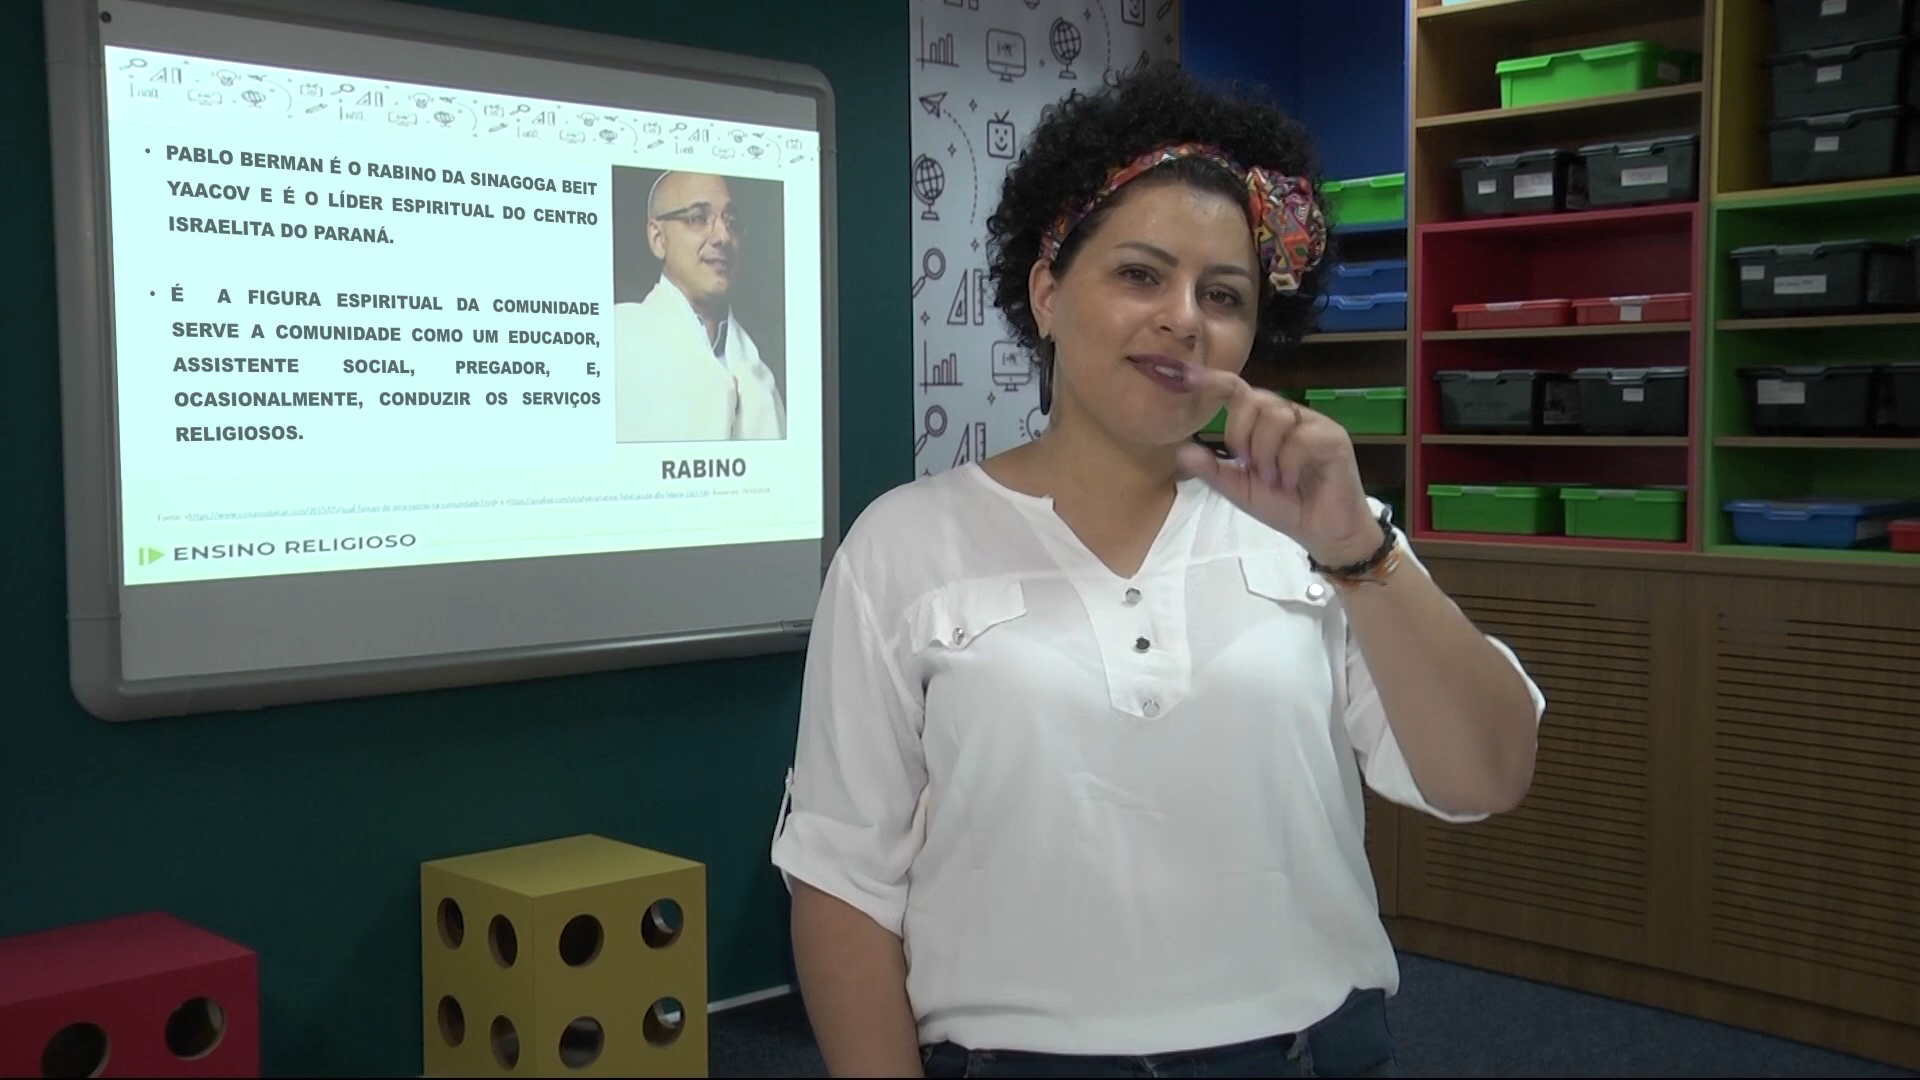 • PABLO BERMAN É O RABINO DA SINAGOGA BEIT
YAACOV E É O LÍDER ESPIRITUAL DO CENTRO
ISRAELITA DO PARANÁ.
• É A FIGURA ESPIRITUAL DA COMUNIDADE
SERVE A COMUNIDADE COMO UM EDUCADOR,
ASSISTENTE SOCIAL, PREGADOR, E,
OCASIONALMENTE, CONDUZIR OS SERVIÇOS
RELIGIOSOS.
RABINO
Fonte:
ENSINO RELIGIOSO